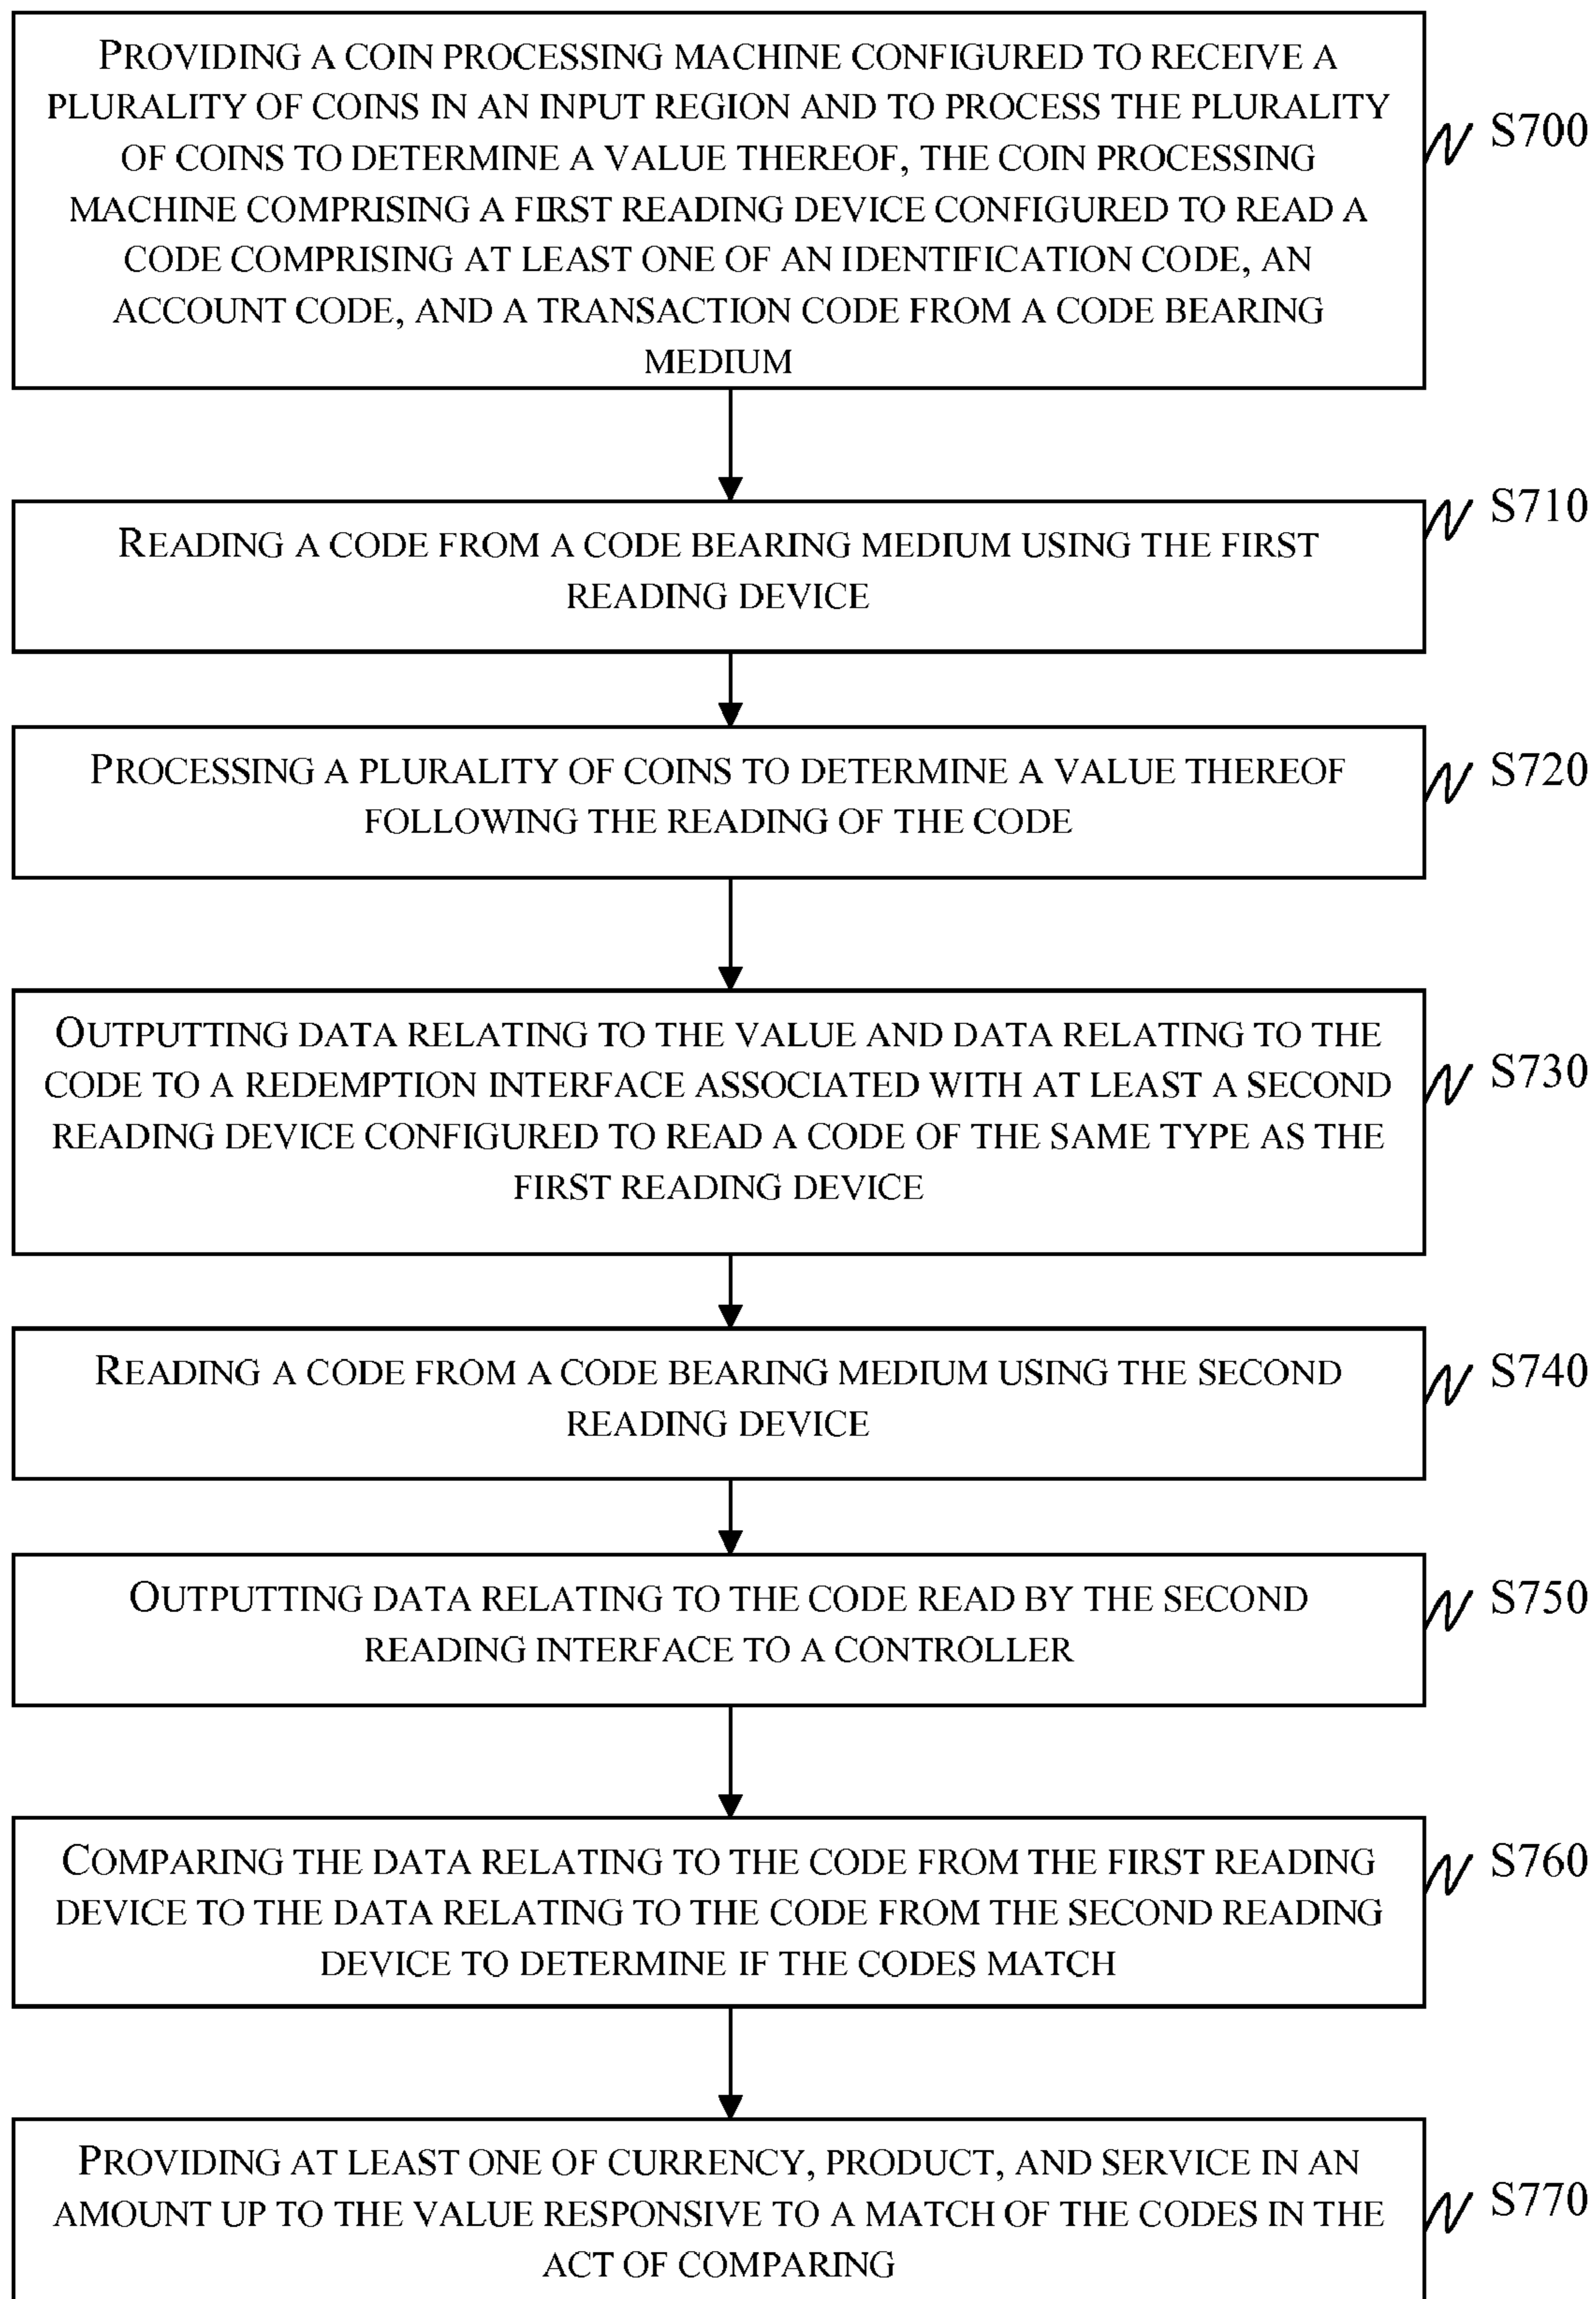 PROVIDING A COIN PROCESSING MACHINE CONFIGURED TO RECEIVE A
PLURALITY OF COINS IN AN INPUT REGION AND TO PROCESS THE PLURALITY
OF COINS TO DETERMINE A VALUE THEREOF, THE COIN PROCESSING
MACHINE COMPRISING A FIRST READING DEVICE CONFIGURED TO READ A
CODE COMPRISING AT LEAST ONE OF AN IDENTIFICATION CODE, AN
ACCOUNT CODE, AND A TRANSACTION CODE FROM A CODE BEARING
MEDIUM
S700
READING A CODE FROM A CODE BEARING MEDIUM USING THE FIRST
READING DEVICE
S710
PROCESSING A PLURALITY OF COINS TO DETERMINE A VALUE THEREOF
FOLLOWING THE READING OF THE CODE
S720
OUTPUTTING DATA RELATING TO THE VALUE AND DATA RELATING TO THE
CODE TO A REDEMPTION INTERFACE ASSOCIATED WITH AT LEAST A SECOND
READING DEVICE CONFIGURED TO READ A CODE OF THE SAME TYPE AS THE
FIRST READING DEVICE
S730
READING A CODE FROM A CODE BEARING MEDIUM USING THE SECOND
READING DEVICE
S740
OUTPUTTING DATA RELATING TO THE CODE READ BY THE SECOND
READING INTERFACE TO A CONTROLLER
S750
COMPARING THE DATA RELATING TO THE CODE FROM THE FIRST READING
DEVICE TO THE DATA RELATING TO THE CODE FROM THE SECOND READING
DEVICE TO DETERMINE IF THE CODES MATCH
S760
PROVIDING AT LEAST ONE OF CURRENCY, PRODUCT, AND SERVICE IN AN
AMOUNT UP TO THE VALUE RESPONSIVE TO A MATCH OF THE CODES IN THE
ACT OF COMPARING
S770